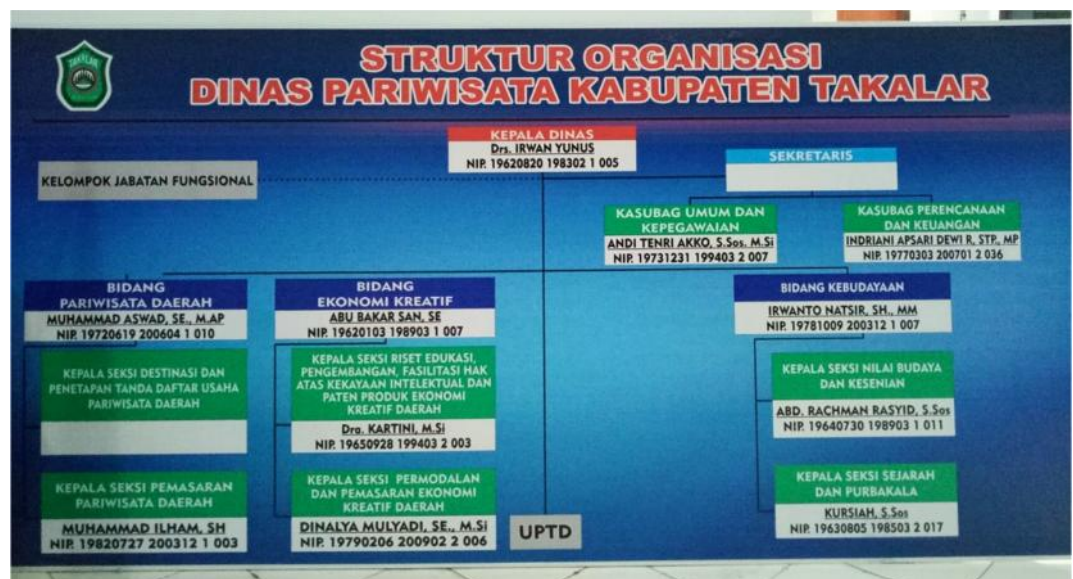 TAKALAR
STRUKTUR ORGANISASI
DINAS PARIWISATA KABUPATEN TAKALAR
KEPALA DINAS
Drs. IRWAN YUNUS
NIP. 19620820 198302 1 005
SEKRETARIS
KELOMPOK JABATAN FUNGSIONAL
KASUBAG UMUM DAN
KEPEGAWAIAN
ANDI TENRI AKKO, S.Sos. M.Si
NIP. 19731231 199403 2 007
KASUBAG PERENCANAAN
DAN KEUANGAN
INDRIANI APSARI DEWI R, STP., MP
NIP. 19770303 200701 2 036
BIDANG
PARIWISATA DAERAH
MUHAMMAD ASWAD, SE., M.AP
NIP. 19720619 200604 1 010
BIDANG
EKONOMI KREATIF
ABU BAKAR SAN, SE
NIP. 19620103 198903 1 007
BIDANG KEBUDAYAAN
IRWANTO NATSIR, SH., MM
NIP. 19781009 200312 1 007
KEPALA SEKSI DESTINASI DAN
PENETAPAN TANDA DAFTAR USAHA
PARIWISATA DAERAH
KEPALA SEKSI RISET EDUKASI,
PENGEMBANGAN, FASILITASI HAK
ATAS KEKAYAAN INTELEKTUAL DAN
PATEN PRODUK EKONOMI
KREATIF DAERAH
Dra. KARTINI, M.Si
NIP. 19650928 199403 2 003
KEPALA SEKSI NILAI BUDAYA
DAN KESENIAN
ABD. RACHMAN RASYID, S.Sos
NIP. 19640730 198903 1 011
KEPALA SEKSI PEMASARAN
PARIWISATA DAERAH
MUHAMMAD ILHAM, SH
NIP. 19820727 200312 1 003
KEPALA SEKSI PERMODALAN
DAN PEMASARAN EKONOMI
KREATIF DAERAH
DINALYA MULYADI, SE., M.Si
NIP. 19790206 200902 2 006
UPTD
KEPALA SEKSI SEJARAH
DAN PURBAKALA
KURSIAH, S.Sos
NIP. 19630805 198503 2 017